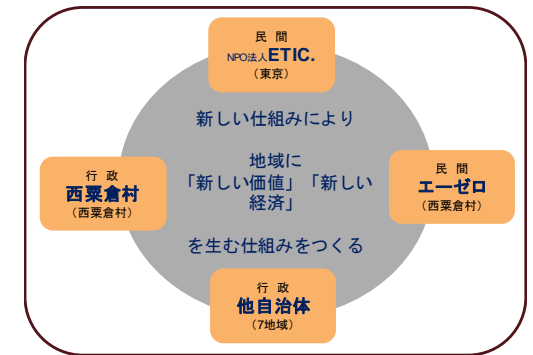 民 間
NPO法人ETIC.
（東京）
新しい仕組みにより
地域に
「新しい価値」「新しい
経済」
を生む仕組みをつくる
行 政
西粟倉村
（西粟倉村）
民 間
エーゼロ
（西粟倉村）
行 政
他自治体
（7地域）